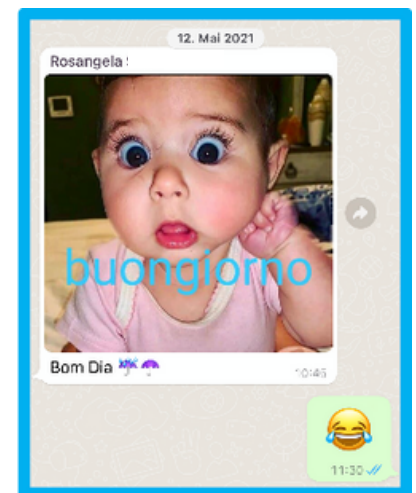 12. Mai 2021
Rosangela
buongiorno
Bom Dia ☔☂
10:46
11:30